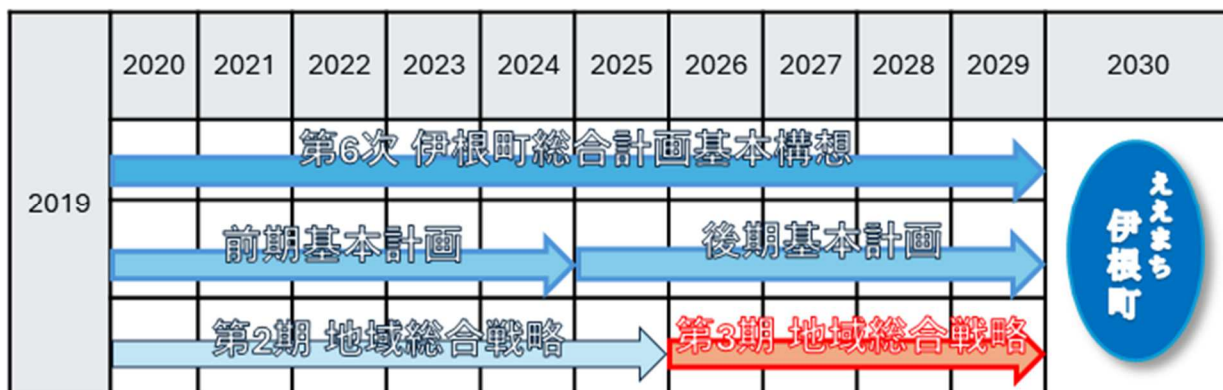 2019
2020 2021 2022 2023 2024 2025 2026 2027 2028 2029 2030
第6次 伊根町総合計画基本構想
前期基本計画 後期基本計画
第2期 地域総合戦略 第3期 地域総合戦略
ええまち
伊根町